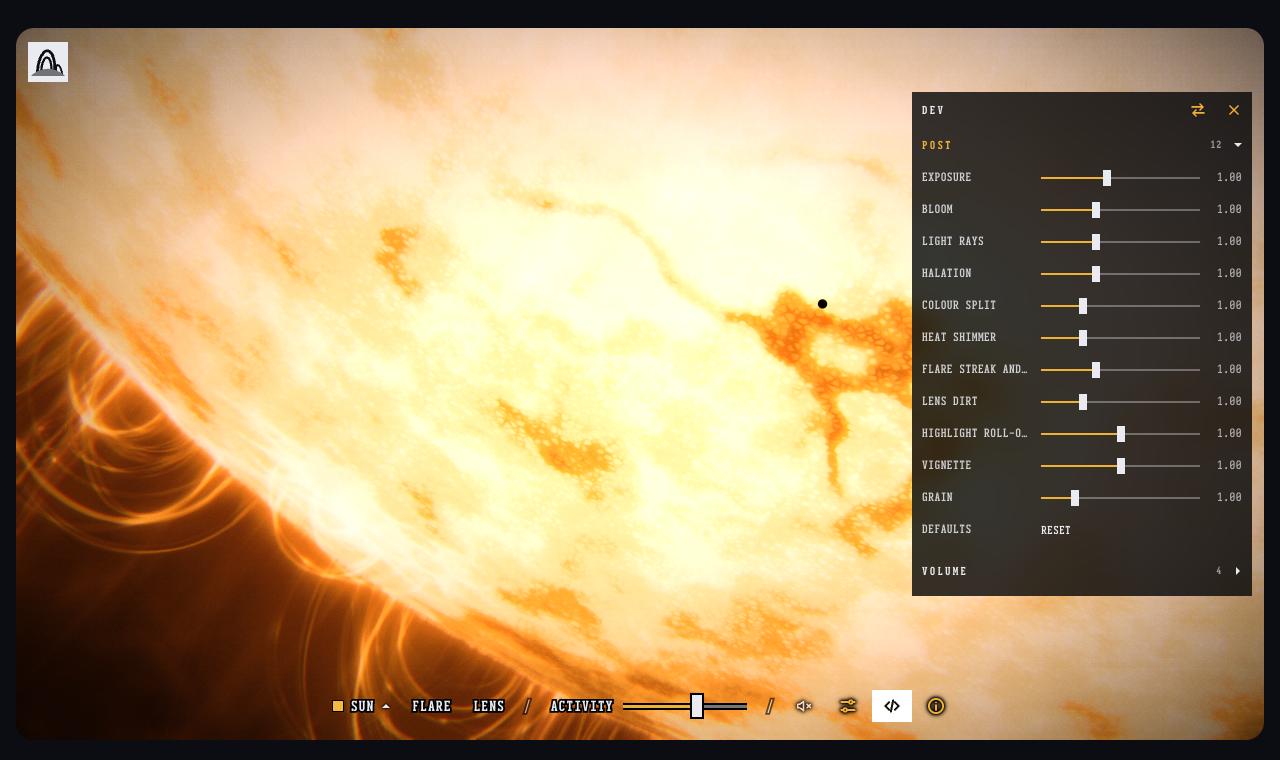 DEV
POST 12
EXPOSURE 1.00
BLOOM 1.00
LIGHT RAYS 1.00
HALATION 1.00
COLOUR SPLIT 1.00
HEAT SHIMMER 1.00
FLARE STREAK AND… 1.00
LENS DIRT 1.00
HIGHLIGHT ROLL-O… 1.00
VIGNETTE 1.00
GRAIN 1.00
DEFAULTS RESET
VOLUME 4
SUN FLARE LENS / ACTIVITY /